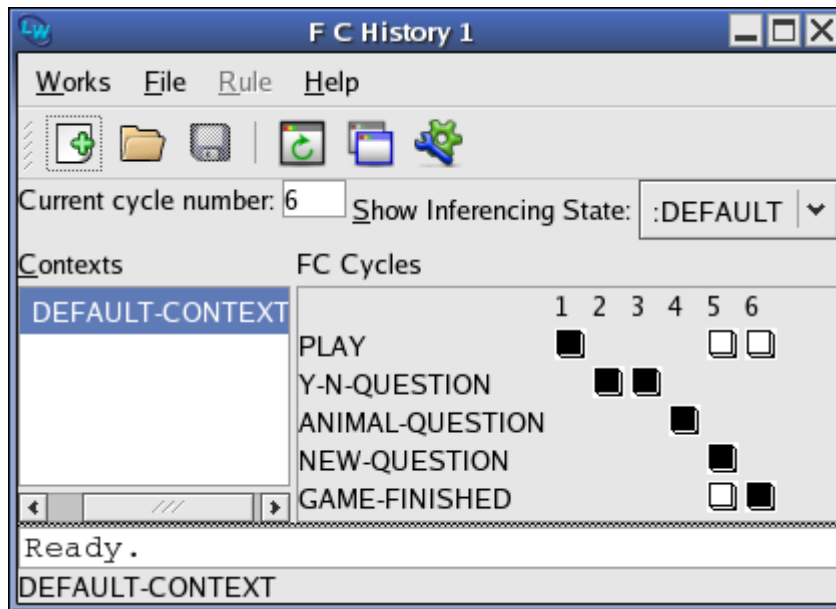 LW F C History 1
Works File Rule Help
Current cycle number: 6 Show Inferencing State: :DEFAULT
Contexts FC Cycles
DEFAULT-CONTEXT
1 2 3 4 5 6
PLAY
Y-N-QUESTION
ANIMAL-QUESTION
NEW-QUESTION
GAME-FINISHED
Ready.
DEFAULT-CONTEXT